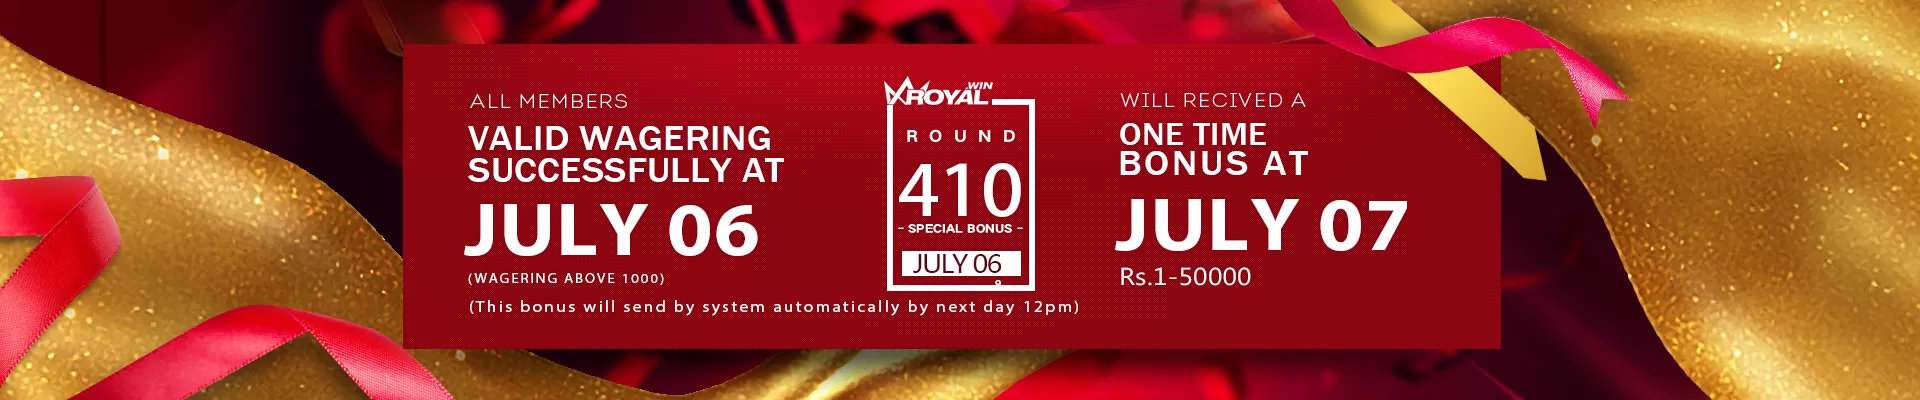 ALL MEMBERS
VALID WAGERING
SUCCESSFULLY AT
JULY 06
(WAGERING ABOVE 1000)
(This bonus will send by system automatically by next day 12pm)
ROYAL WIN
ROUND
410
- SPECIAL BONUS -
JULY 06
9
WILL RECIVED A
ONE TIME
BONUS AT
JULY 07
Rs.1-50000